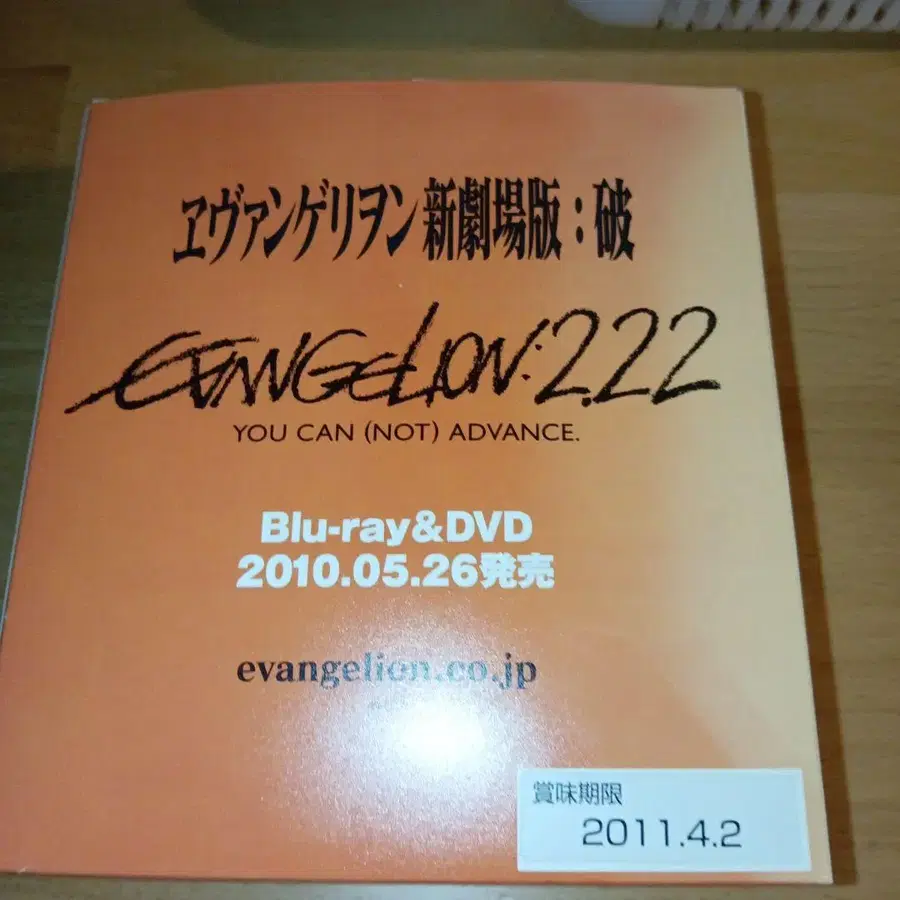 ヱヴァンゲリヲン新劇場版：破
EVANGELION:2.22
YOU CAN (NOT) ADVANCE.
Blu-ray&DVD
2010.05.26発売
evangelion.co.jp
賞味期限
2011.4.2